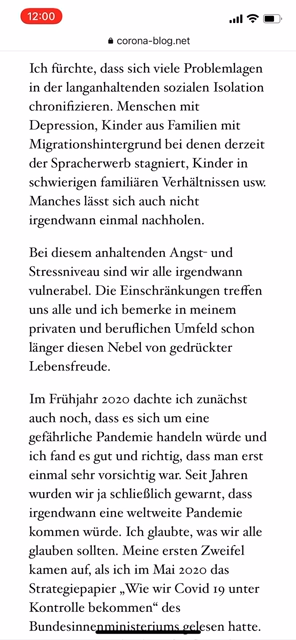 12:00
corona-blog.net
Ich fürchte, dass sich viele Problemlagen
in der langanhaltenden sozialen Isolation
chronifizieren. Menschen mit
Depression, Kinder aus Familien mit
Migrationshintergrund bei denen derzeit
der Spracherwerb stagniert, Kinder in
schwierigen familiären Verhältnissen usw.
Manches lässt sich auch nicht
irgendwann einmal nachholen.
Bei diesem anhaltenden Angst- und
Stressniveau sind wir alle irgendwann
vulnerabel. Die Einschränkungen treffen
uns alle und ich bemerke in meinem
privaten und beruflichen Umfeld schon
länger diesen Nebel von gedrückter
Lebensfreude.
Im Frühjahr 2020 dachte ich zunächst
auch noch, dass es sich um eine
gefährliche Pandemie handeln würde und
ich fand es gut und richtig, dass man erst
einmal sehr vorsichtig war. Seit Jahren
wurden wir ja schließlich gewarnt, dass
irgendwann eine weltweite Pandemie
kommen würde. Ich glaubte, was wir alle
glauben sollten. Meine ersten Zweifel
kamen auf, als ich im Mai 2020 das
Strategiepapier „Wie wir Covid 19 unter
Kontrolle bekommen“ des
Bundesinnenministeriums gelesen hatte.